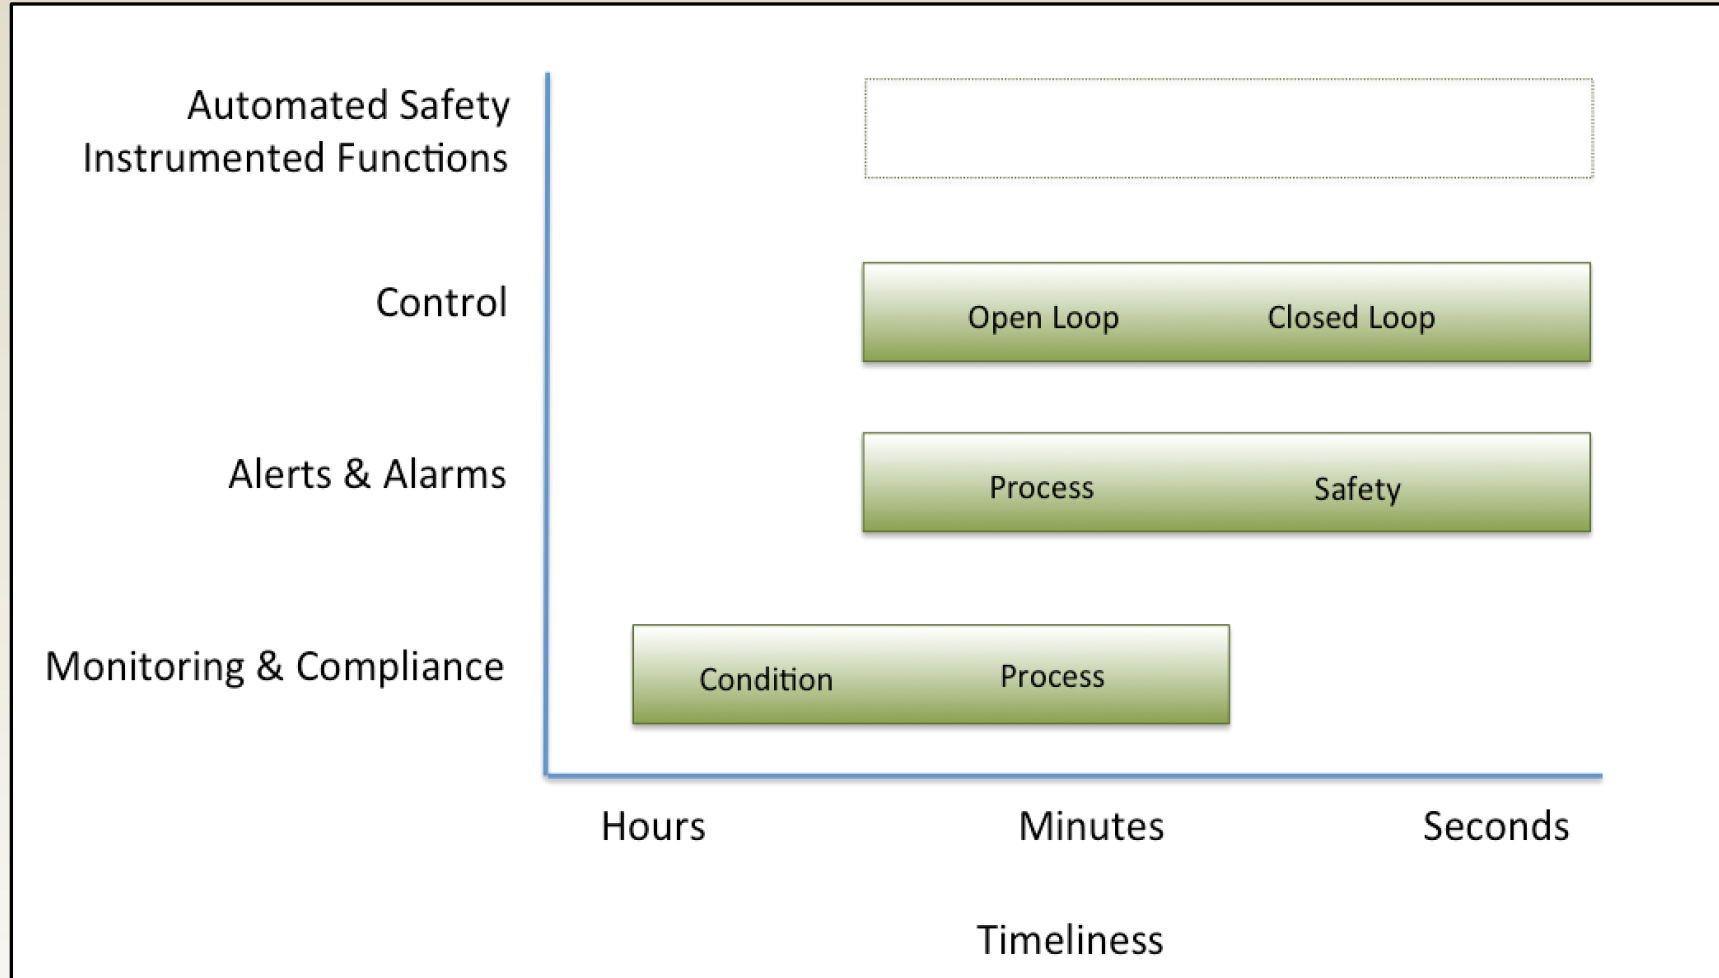 Automated Safety
Instrumented Functions
Control
Open Loop
Closed Loop
Alerts & Alarms
Process
Safety
Monitoring & Compliance
Condition
Process
Hours
Minutes
Seconds
Timeliness